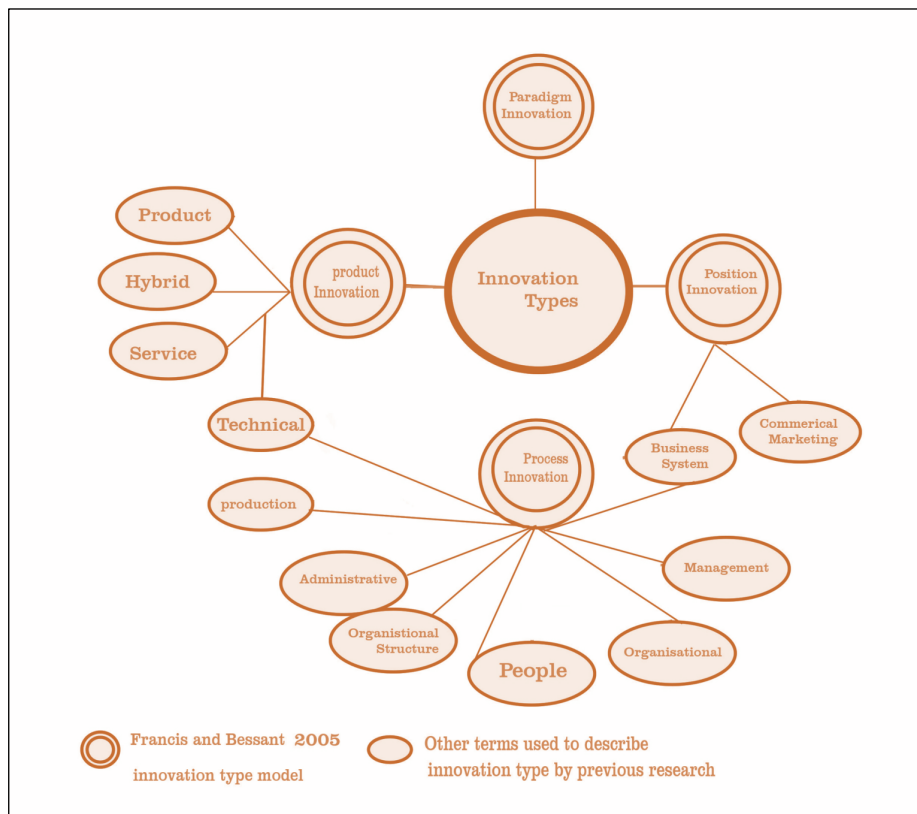 Paradigm
Innovation
Product
Hybrid
Service
product
Innovation
Innovation
Types
Position
Innovation
Technical
production
Process
Innovation
Business
System
Commerical
Marketing
Administrative
Organistional
Structure
People
Organisational
Management
Francis and Bessant 2005
innovation type model
Other terms used to describe
innovation type by previous research